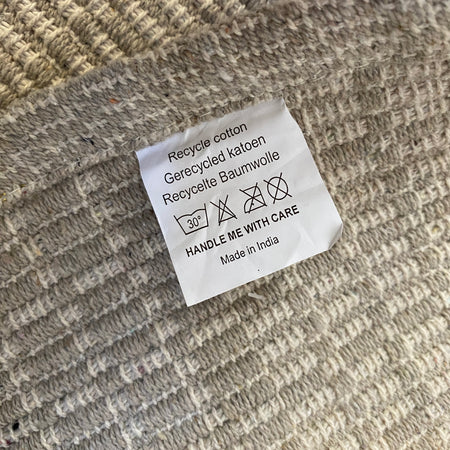 Recycle cotton
Gerecycled katoen
Recycelte Baumwolle
30°
HANDLE ME WITH CARE
Made in India